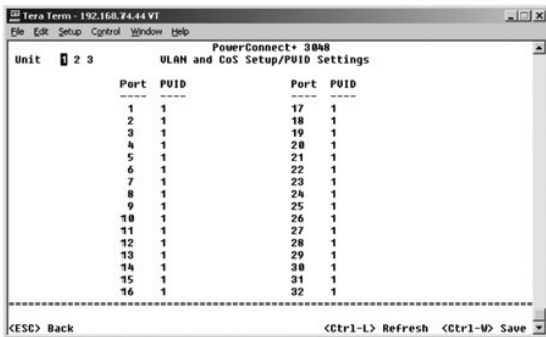 Tera Term - 192.168.74.44 VT
File Edit Setup Control Window Help
PowerConnect+ 3048
Unit 1 2 3 VLAN and CoS Setup/PVID Settings
Port PVID Port PVID
---- ---- ---- ----
1 1 17 1
2 1 18 1
3 1 19 1
4 1 20 1
5 1 21 1
6 1 22 1
7 1 23 1
8 1 24 1
9 1 25 1
10 1 26 1
11 1 27 1
12 1 28 1
13 1 29 1
14 1 30 1
15 1 31 1
16 1 32 1
<ESC> Back <Ctrl-L> Refresh <Ctrl-W> Save